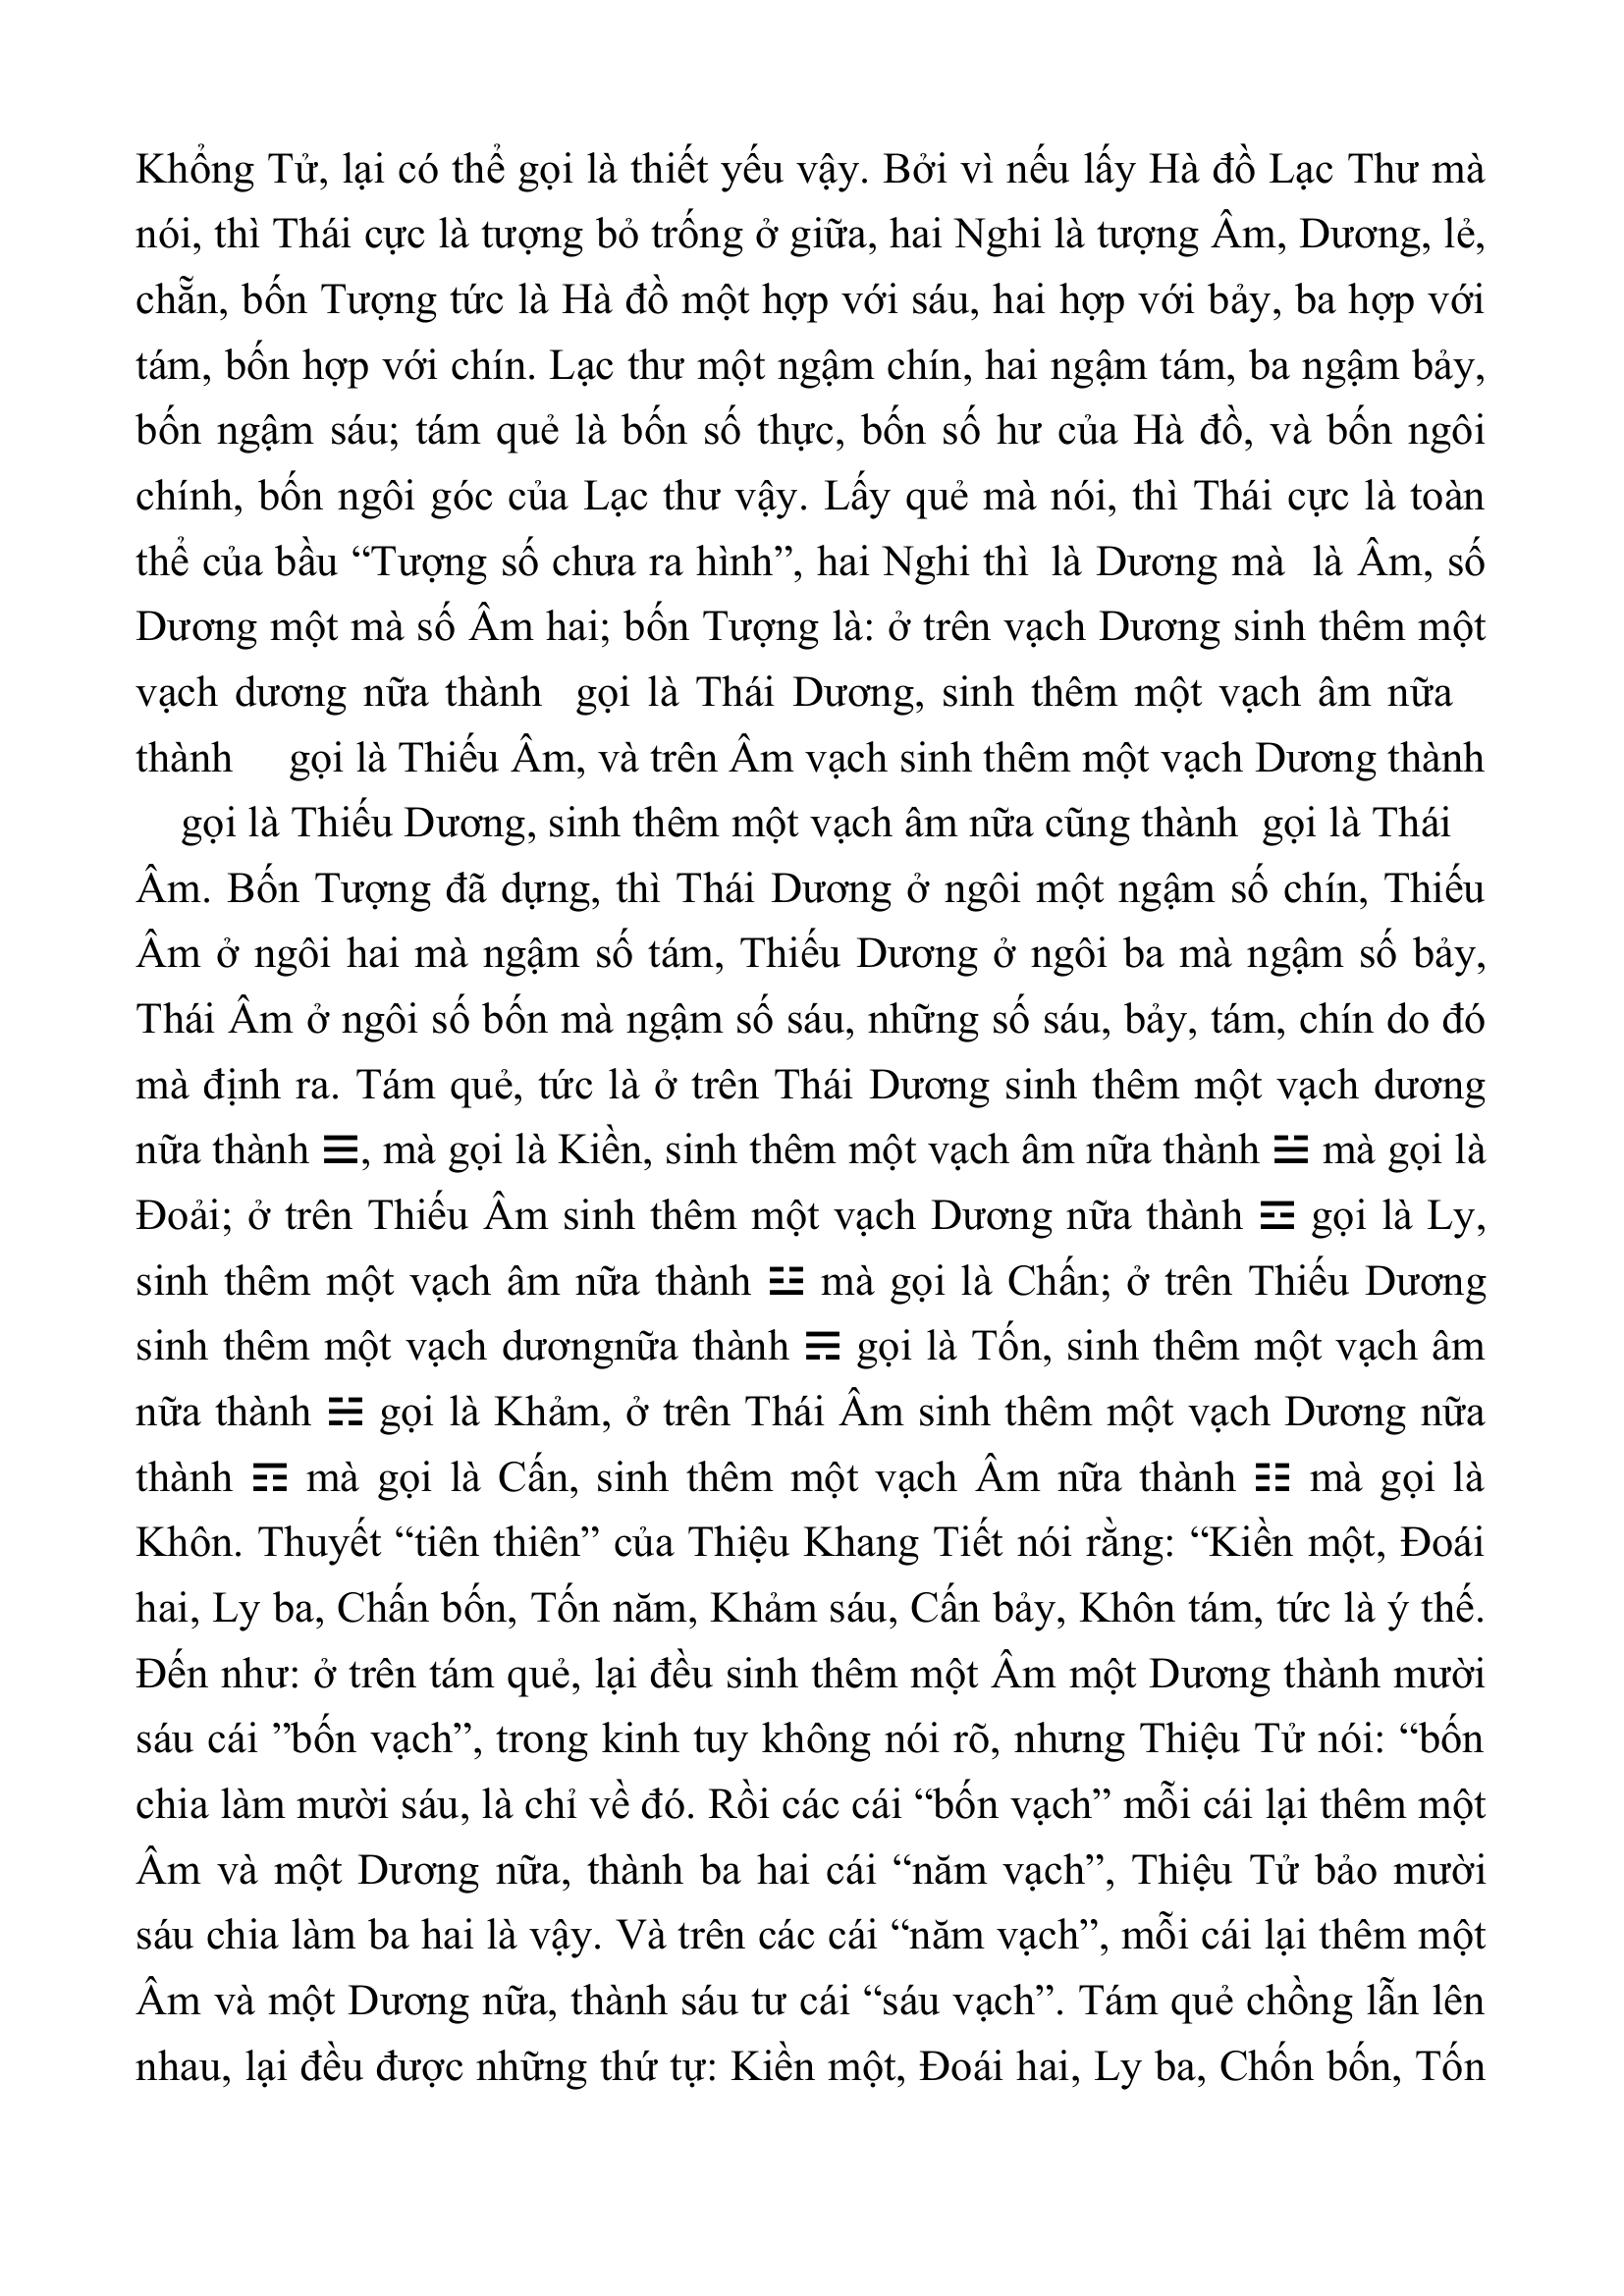 Khổng Tử, lại có thể gọi là thiết yếu vậy. Bởi vì nếu lấy Hà đồ Lạc Thư mà
nói, thì Thái cực là tượng bỏ trống ở giữa, hai Nghi là tượng Âm, Dương, lẻ,
chẵn, bốn Tượng tức là Hà đồ một hợp với sáu, hai hợp với bảy, ba hợp với
tám, bốn hợp với chín. Lạc thư một ngậm chín, hai ngậm tám, ba ngậm bảy,
bốn ngậm sáu; tám quẻ là bốn số thực, bốn số hư của Hà đồ, và bốn ngôi
chính, bốn ngôi góc của Lạc thư vậy. Lấy quẻ mà nói, thì Thái cực là toàn
thể của bầu “Tượng số chưa ra hình”, hai Nghi thì là Dương mà là Âm, số
Dương một mà số Âm hai; bốn Tượng là: ở trên vạch Dương sinh thêm một
vạch dương nữa thành gọi là Thái Dương, sinh thêm một vạch âm nữa
thành gọi là Thiếu Âm, và trên Âm vạch sinh thêm một vạch Dương thành
gọi là Thiếu Dương, sinh thêm một vạch âm nữa cũng thành gọi là Thái
Âm. Bốn Tượng đã dựng, thì Thái Dương ở ngôi một ngậm số chín, Thiếu
Âm ở ngôi hai mà ngậm số tám, Thiếu Dương ở ngôi ba mà ngậm số bảy,
Thái Âm ở ngôi số bốn mà ngậm số sáu, những số sáu, bảy, tám, chín do đó
mà định ra. Tám quẻ, tức là ở trên Thái Dương sinh thêm một vạch dương
nữa thành ☰, mà gọi là Kiền, sinh thêm một vạch âm nữa thành ☱ mà gọi là
Đoải; ở trên Thiếu Âm sinh thêm một vạch Dương nữa thành ☲ gọi là Ly,
sinh thêm một vạch âm nữa thành ☳ mà gọi là Chấn; ở trên Thiếu Dương
sinh thêm một vạch dươngnữa thành ☴ gọi là Tốn, sinh thêm một vạch âm
nữa thành ☵ gọi là Khảm, ở trên Thái Âm sinh thêm một vạch Dương nữa
thành ☶ mà gọi là Cấn, sinh thêm một vạch Âm nữa thành ☷ mà gọi là
Khôn. Thuyết “tiên thiên” của Thiệu Khang Tiết nói rằng: “Kiền một, Đoái
hai, Ly ba, Chấn bốn, Tốn năm, Khảm sáu, Cấn bảy, Khôn tám, tức là ý thế.
Đến như: ở trên tám quẻ, lại đều sinh thêm một Âm một Dương thành mười
sáu cái ”bốn vạch”, trong kinh tuy không nói rõ, nhưng Thiệu Tử nói: “bốn
chia làm mười sáu, là chỉ về đó. Rồi các cái “bốn vạch” mỗi cái lại thêm một
Âm và một Dương nữa, thành ba hai cái “năm vạch”, Thiệu Tử bảo mười
sáu chia làm ba hai là vậy. Và trên các cái “năm vạch”, mỗi cái lại thêm một
Âm và một Dương nữa, thành sáu tư cái “sáu vạch”. Tám quẻ chồng lẫn lên
nhau, lại đều được những thứ tự: Kiền một, Đoái hai, Ly ba, Chốn bốn, Tốn